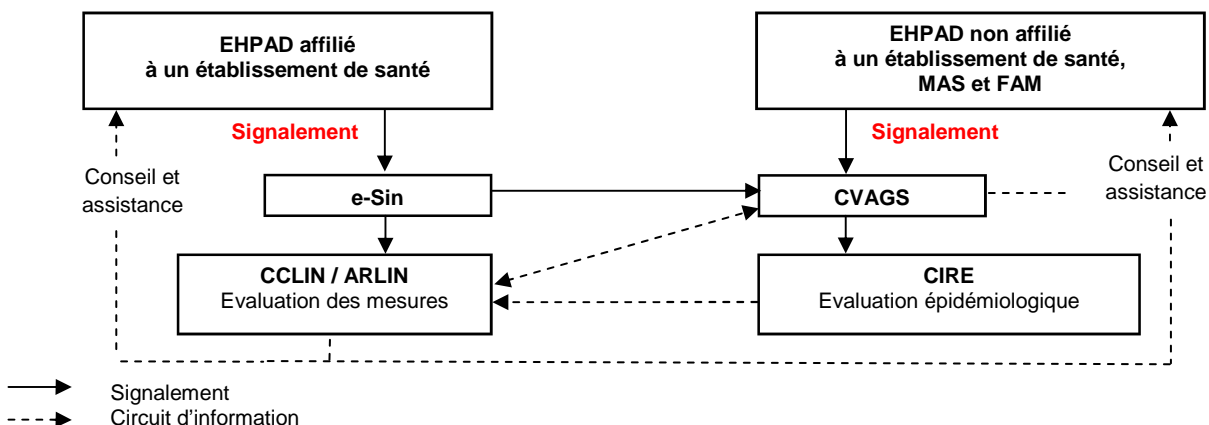 EHPAD affilié
à un établissement de santé
EHPAD non affilié
à un établissement de santé,
MAS et FAM
Signalement
Signalement
Conseil et
assistance
Conseil et
assistance
e-Sin
CVAGS
CCLIN / ARLIN
Evaluation des mesures
CIRE
Evaluation épidémiologique
Signalement
Circuit d'information